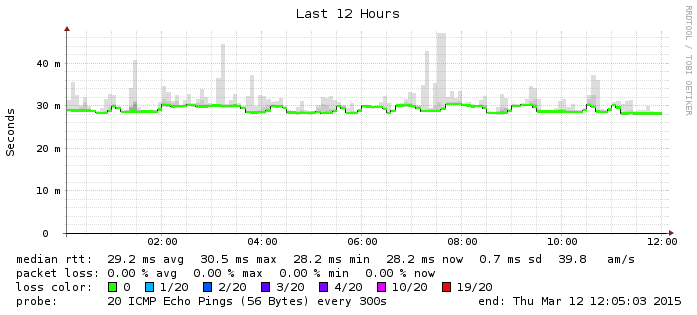 Last 12 Hours
RRDTOOL / TOBI OETIKER
Seconds
40 m
30 m
20 m
10 m
0
02:00 04:00 06:00 08:00 10:00 12:00
median rtt: 29.2 ms avg 30.5 ms max 28.2 ms min 28.2 ms now 0.7 ms sd 39.8 am/s
packet loss: 0.00 % avg 0.00 % max 0.00 % min 0.00 % now
loss color: 0 1/20 2/20 3/20 4/20 10/20 19/20
probe: 20 ICMP Echo Pings (56 Bytes) every 300s end: Thu Mar 12 12:05:03 2015